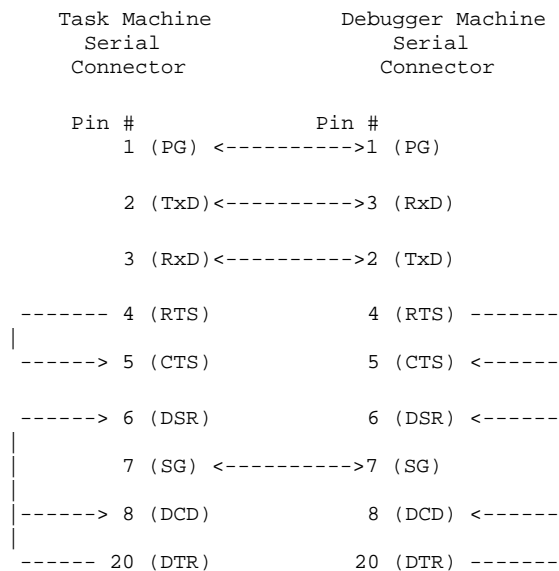 Task Machine Debugger Machine
Serial Serial
Connector Connector
Pin # Pin #
1 (PG) <---------->1 (PG)
2 (TxD)<---------->3 (RxD)
3 (RxD)<---------->2 (TxD)
------- 4 (RTS) 4 (RTS) -------
|
------> 5 (CTS) 5 (CTS) <------
------> 6 (DSR) 6 (DSR) <------
|
| 7 (SG) <---------->7 (SG)
|
|------> 8 (DCD) 8 (DCD) <------
|
------ 20 (DTR) 20 (DTR) -------